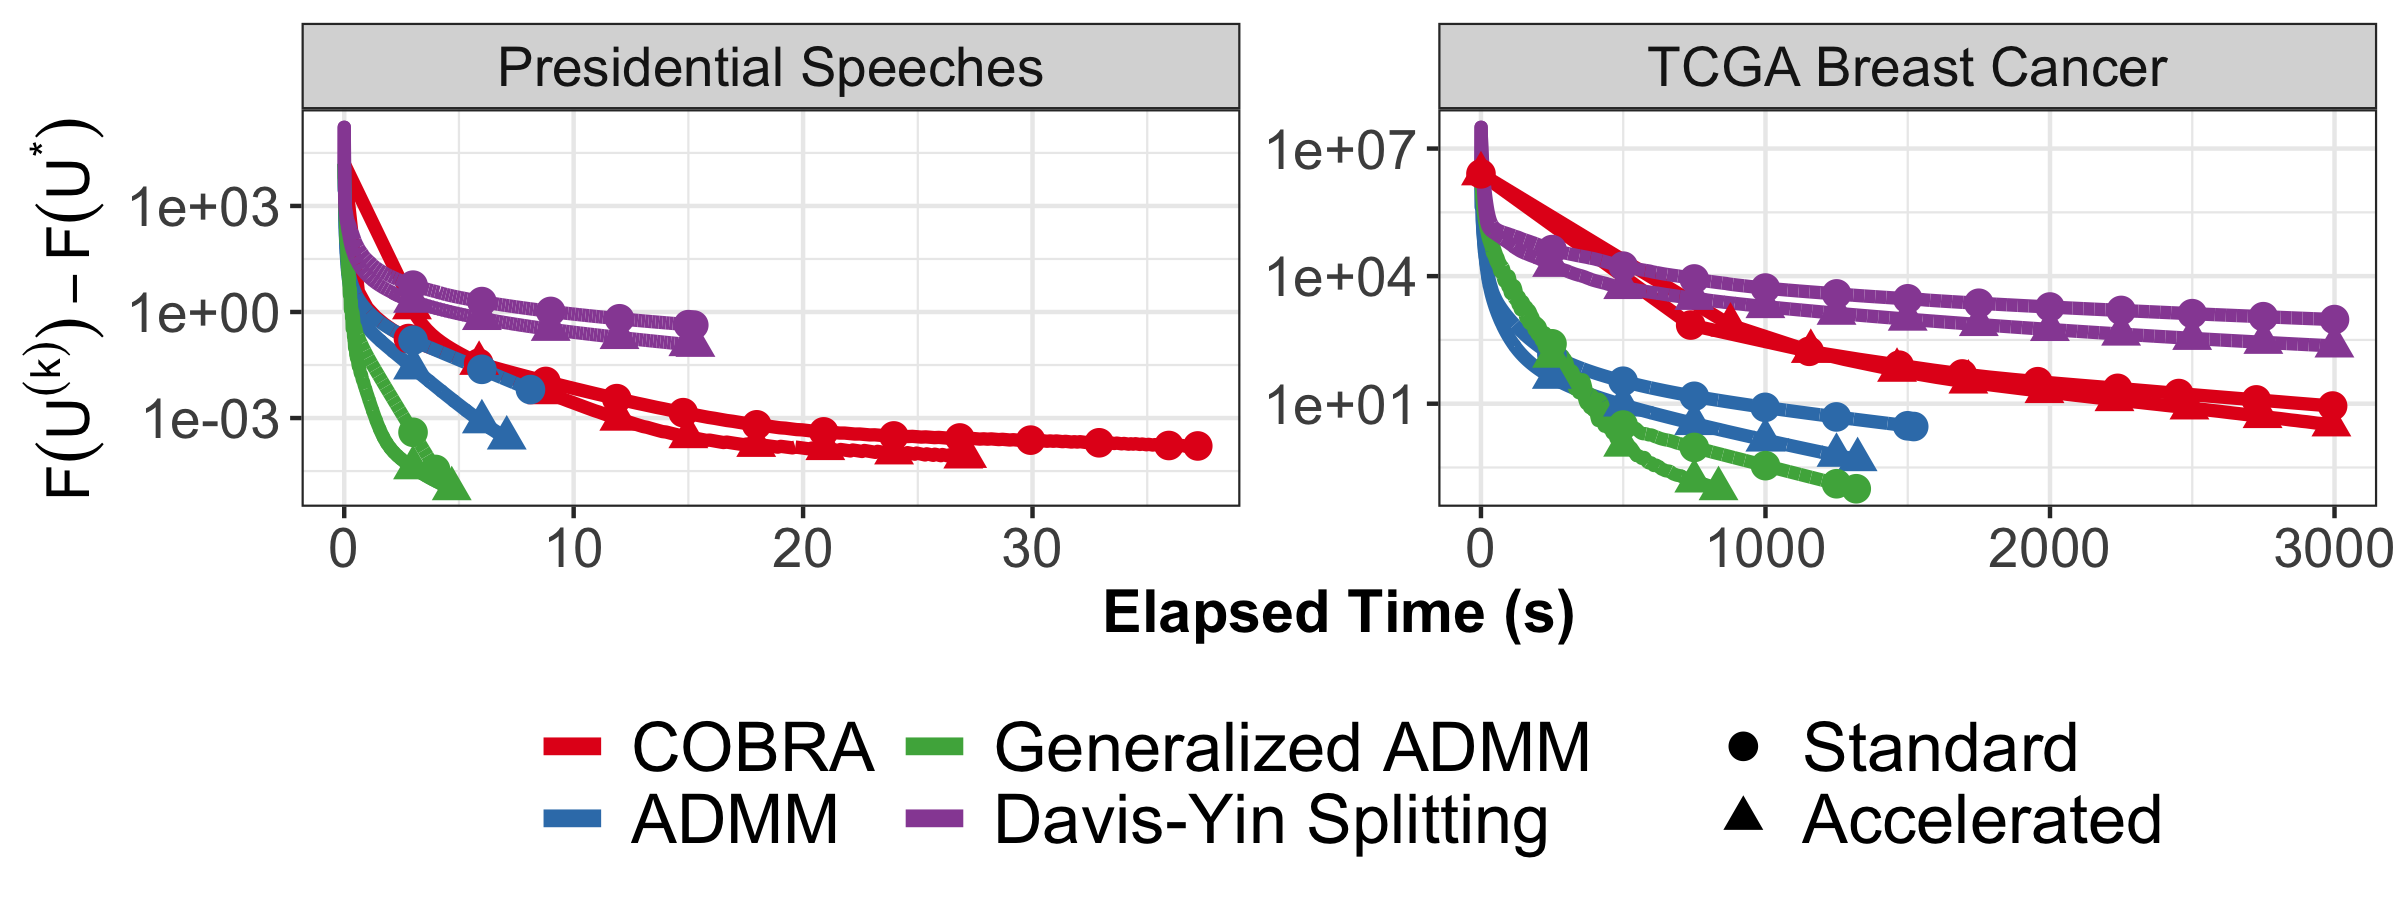 Presidential Speeches
TCGA Breast Cancer
F(U^(k)) – F(U^*)
1e+03
1e+00
1e-03
1e+07
1e+04
1e+01
0 10 20 30
0 1000 2000 3000
Elapsed Time (s)
COBRA Generalized ADMM Standard
ADMM Davis-Yin Splitting Accelerated